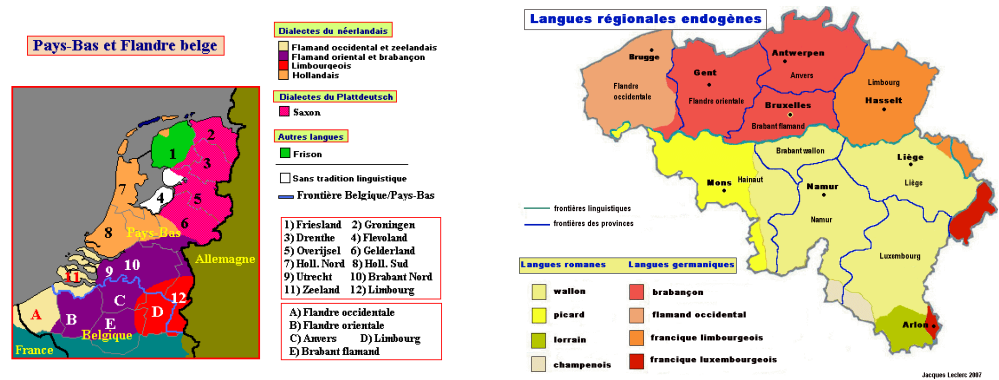 Pays-Bas et Flandre belge
Dialectes du néerlandais
Flamand occidental et zeelandais
Flamand oriental et brabançon
Limbourgeois
Hollandais
Dialectes du Plattdeutsch
Saxon
Autres langues
Frison
Sans tradition linguistique
Frontière Belgique/Pays-Bas
1) Friesland 2) Groningen
3) Drenthe 4) Flevoland
5) Overijsel 6) Gelderland
7) Holl. Nord 8) Holl. Sud
9) Utrecht 10) Brabant Nord
11) Zeeland 12) Limbourg
A) Flandre occidentale
B) Flandre orientale
C) Anvers D) Limbourg
E) Brabant flamand
2
1
3
7
4
5
6
8
Pays-Bas
Allemagne
10
9
11
12
C
A
B
D
E
Belgique
France
Langues régionales endogènes
Brugge
Antwerpen
Gent
Anvers
Limbourg
Flandre
occidentale
Flandre orientale
Hasselt
Bruxelles
Brabant flamand
Brabant wallon
Liège
Mons
Hainaut
Namur
Liège
Namur
Luxembourg
Arlon
frontières linguistiques
frontières des provinces
Langues romanes Langues germaniques
wallon brabançon
picard flamand occidental
lorrain francique limbourgeois
champenois francique luxembourgeois
Jacques Leclerc 2007